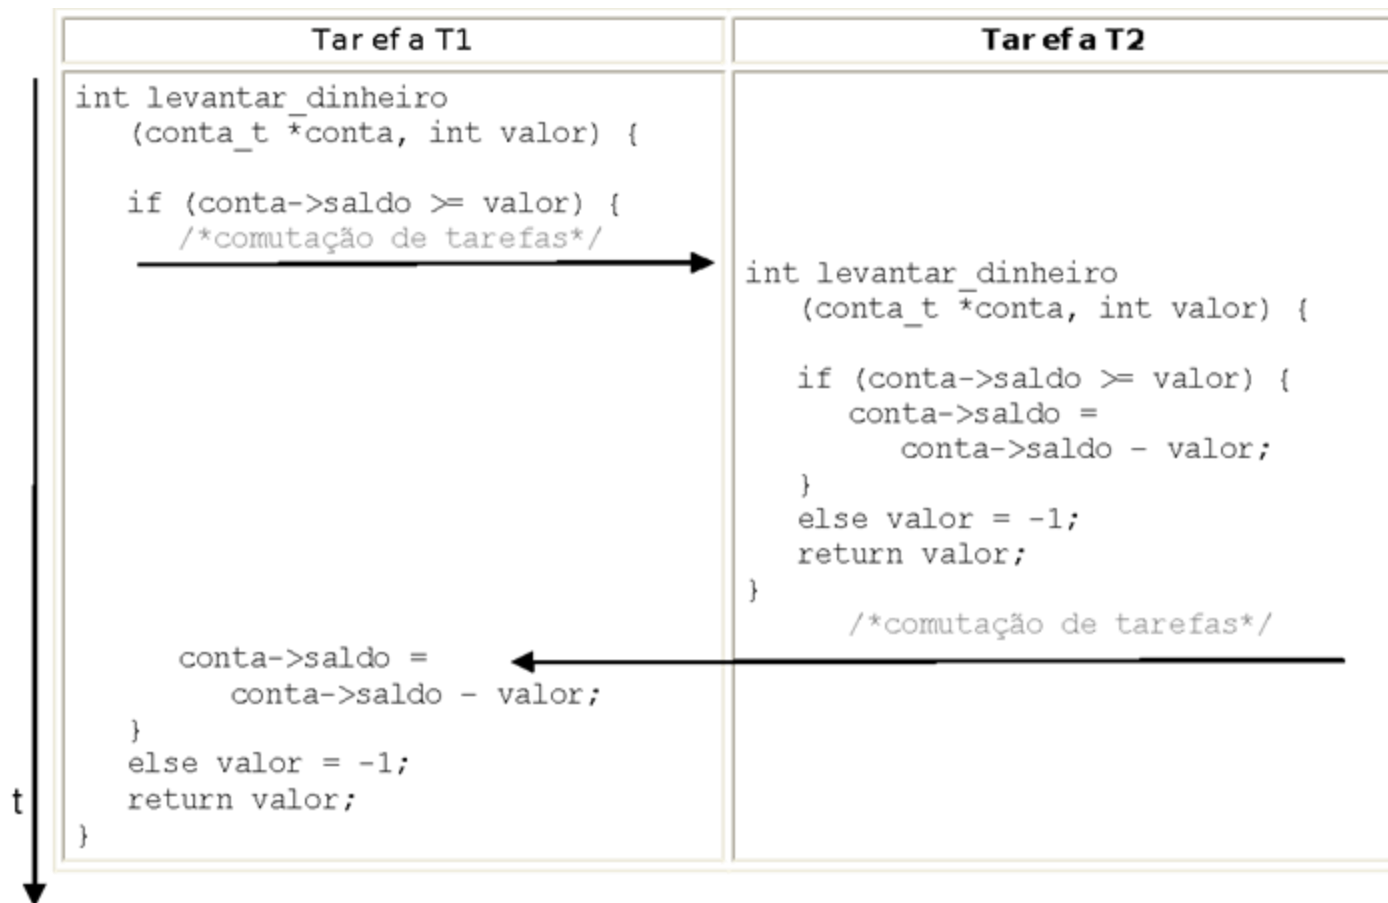 Tarefa T1
Tarefa T2
int levantar_dinheiro
(conta_t *conta, int valor) {
if (conta->saldo >= valor) {
/*comutação de tarefas*/
int levantar_dinheiro
(conta_t *conta, int valor) {
if (conta->saldo >= valor) {
conta->saldo =
conta->saldo - valor;
}
else valor = -1;
return valor;
}
/*comutação de tarefas*/
conta->saldo =
conta->saldo - valor;
}
else valor = -1;
return valor;
}
t